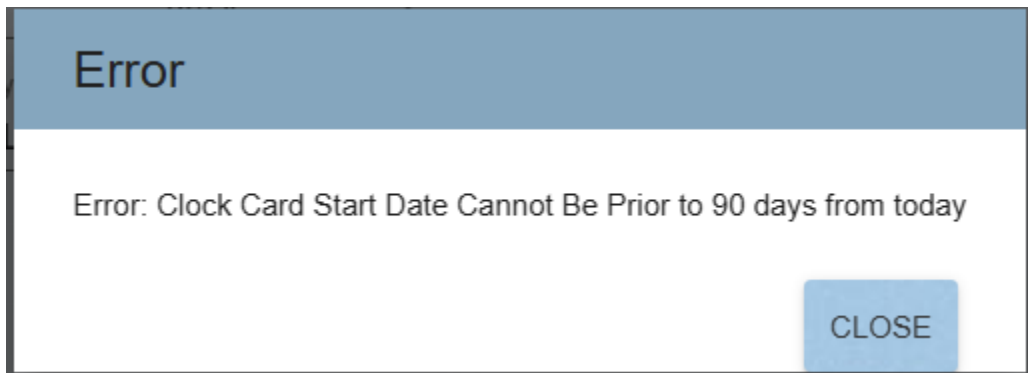 Error
Error: Clock Card Start Date Cannot Be Prior to 90 days from today
CLOSE